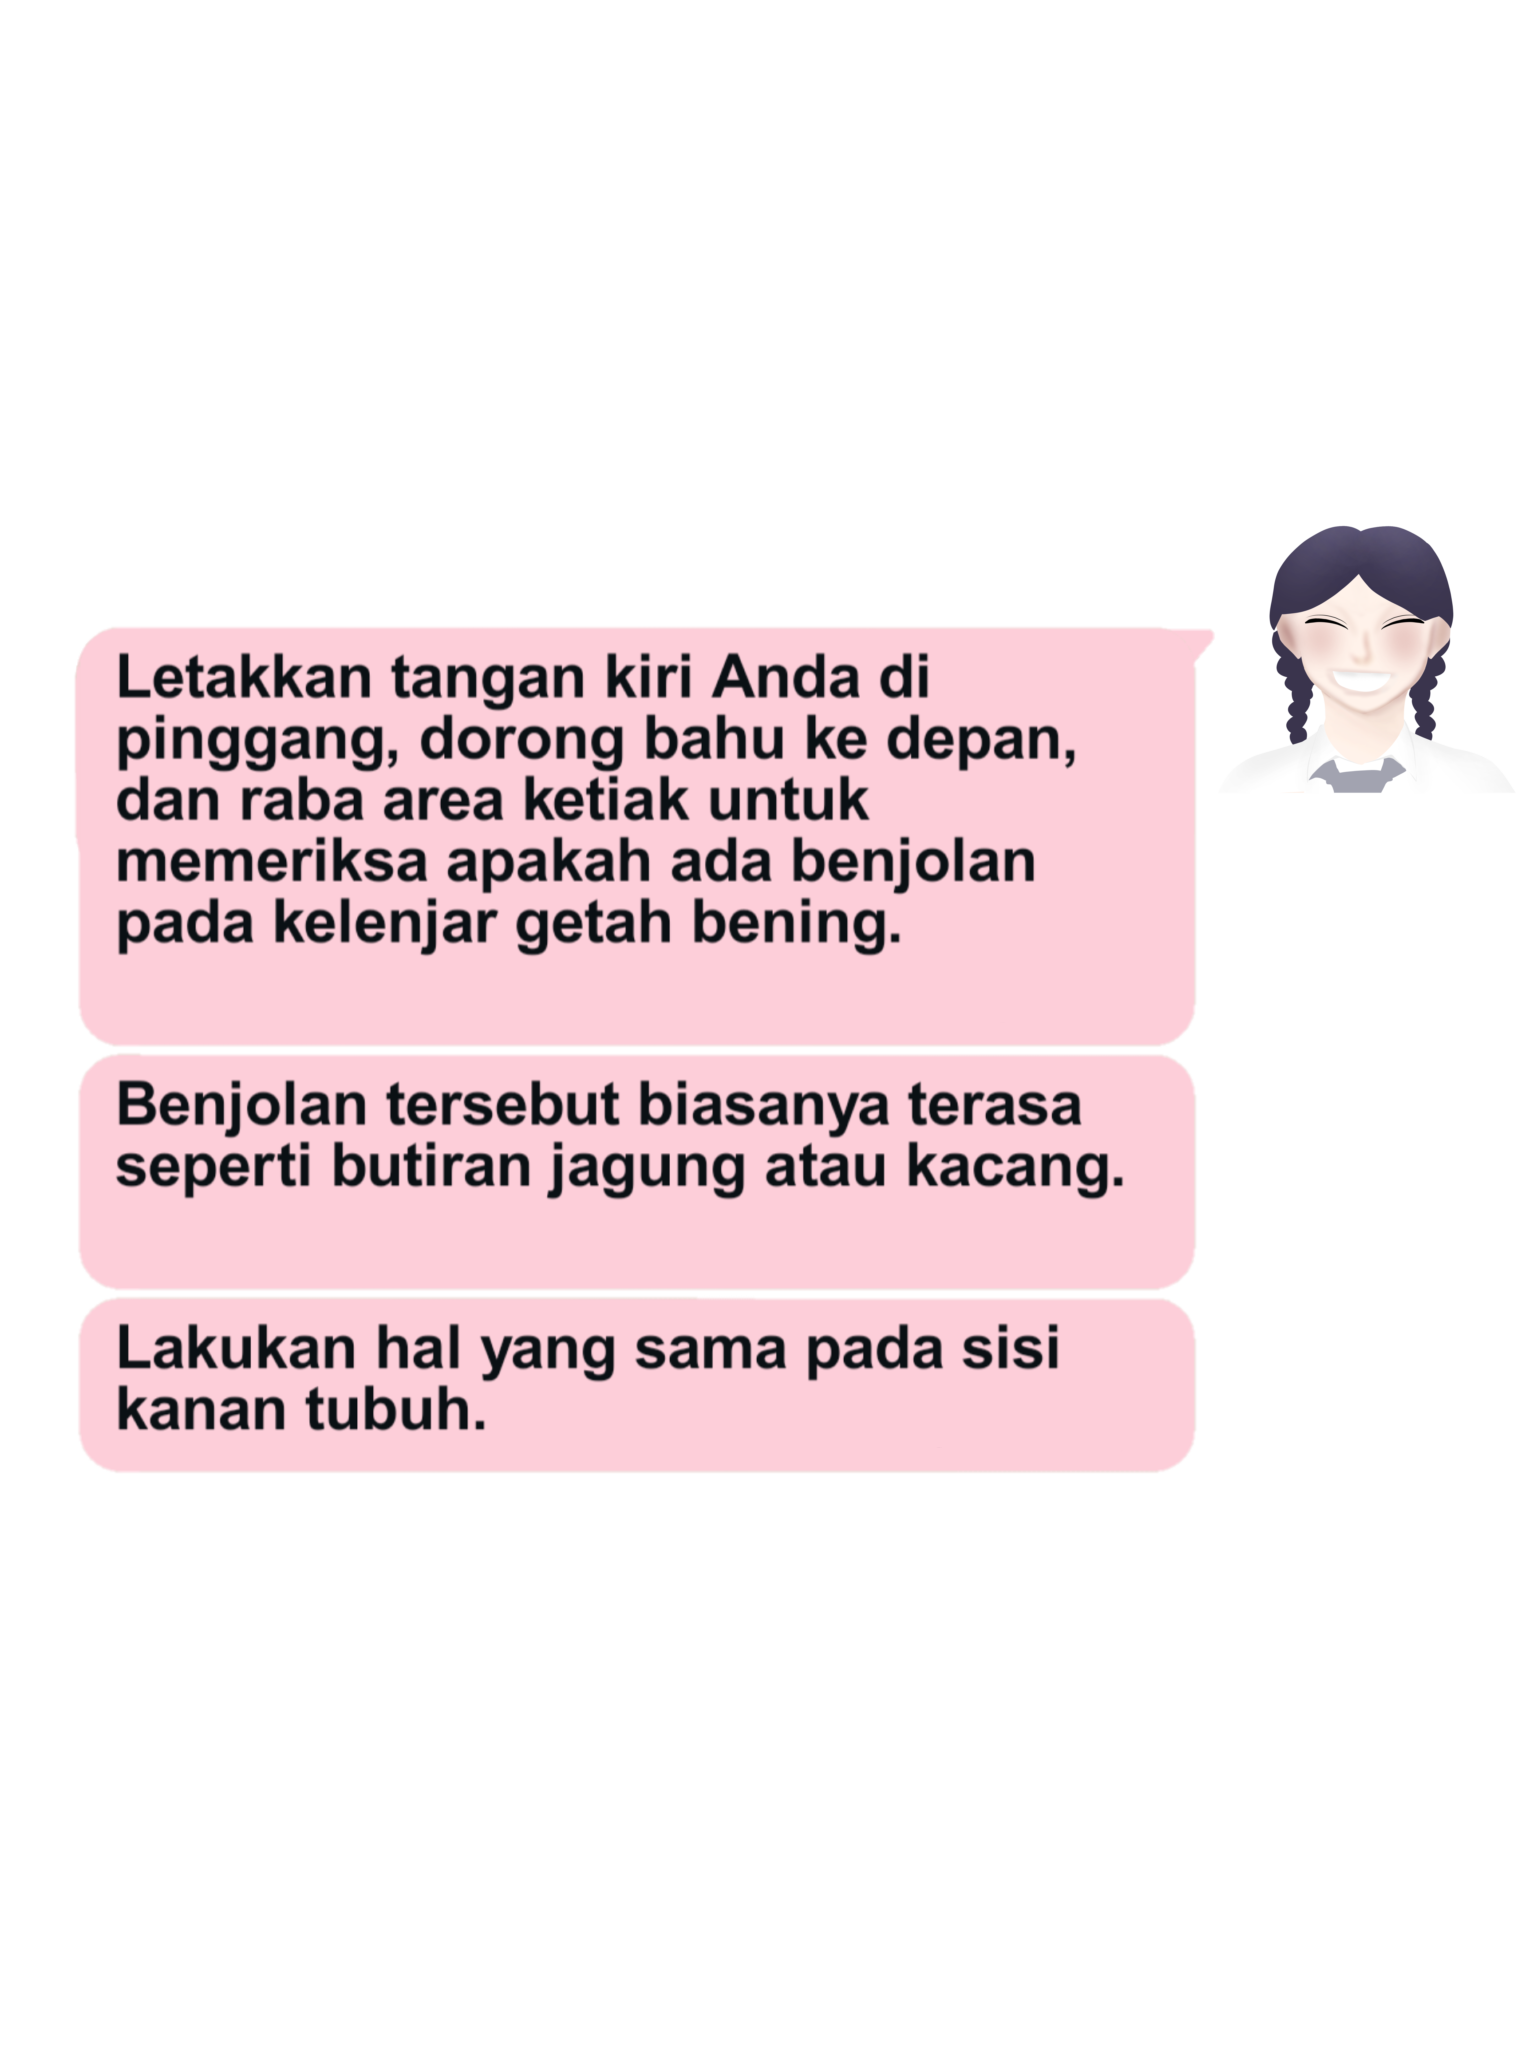 Letakkan tangan kiri Anda di
pinggang, dorong bahu ke depan,
dan raba area ketiak untuk
memeriksa apakah ada benjolan
pada kelenjar getah bening.
Benjolan tersebut biasanya terasa
seperti butiran jagung atau kacang.
Lakukan hal yang sama pada sisi
kanan tubuh.